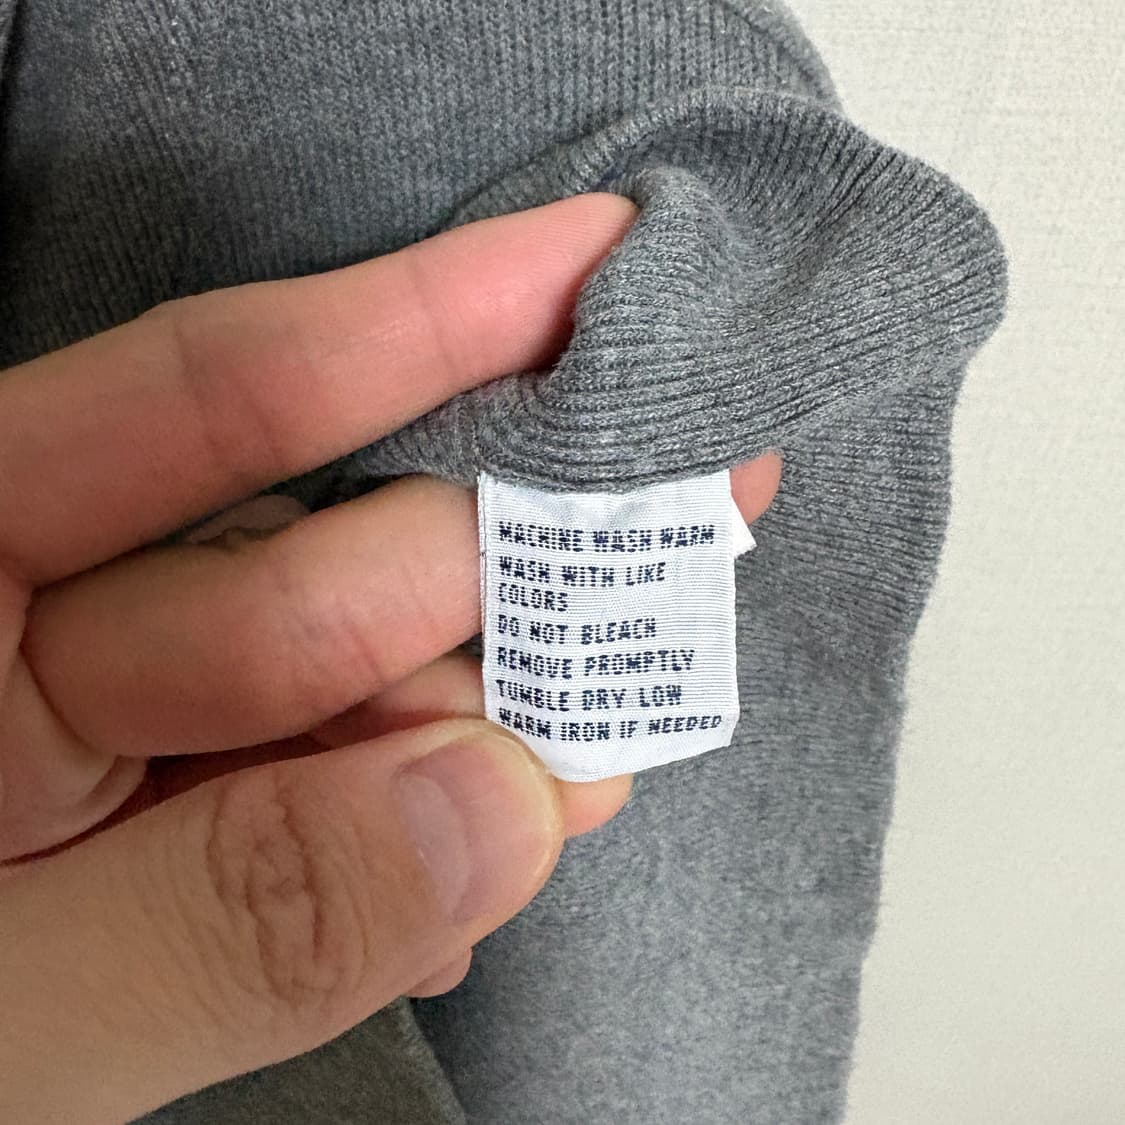 MACHINE WASH WARM
WASH WITH LIKE
COLORS
DO NOT BLEACH
REMOVE PROMPTLY
TUMBLE DRY LOW
WARM IRON IF NEEDED